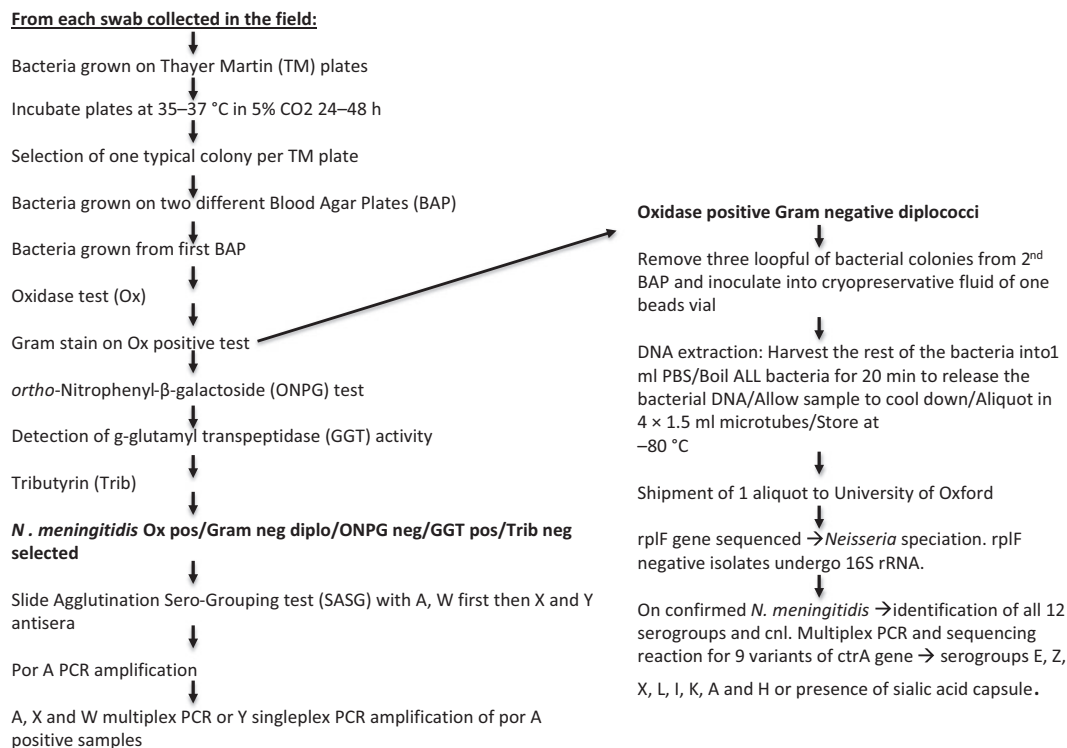 From each swab collected in the field:
Bacteria grown on Thayer Martin (TM) plates
Incubate plates at 35–37 °C in 5% CO2 24–48 h
Selection of one typical colony per TM plate
Bacteria grown on two different Blood Agar Plates (BAP)
Bacteria grown from first BAP
Oxidase test (Ox)
Gram stain on Ox positive test
ortho-Nitrophenyl-β-galactoside (ONPG) test
Detection of g-glutamyl transpeptidase (GGT) activity
Tributyrin (Trib)
N . meningitidis Ox pos/Gram neg diplo/ONPG neg/GGT pos/Trib neg
selected
Slide Agglutination Sero-Grouping test (SASG) with A, W first then X and Y
antisera
Por A PCR amplification
A, X and W multiplex PCR or Y singleplex PCR amplification of por A
positive samples
Oxidase positive Gram negative diplococci
Remove three loopful of bacterial colonies from 2nd
BAP and inoculate into cryopreservative fluid of one
beads vial
DNA extraction: Harvest the rest of the bacteria into1
ml PBS/Boil ALL bacteria for 20 min to release the
bacterial DNA/Allow sample to cool down/Aliquot in
4 × 1.5 ml microtubes/Store at
–80 °C
Shipment of 1 aliquot to University of Oxford
rplF gene sequenced →Neisseria speciation. rplF
negative isolates undergo 16S rRNA.
On confirmed N. meningitidis →identification of all 12
serogroups and cnl. Multiplex PCR and sequencing
reaction for 9 variants of ctrA gene → serogroups E, Z,
X, L, I, K, A and H or presence of sialic acid capsule.